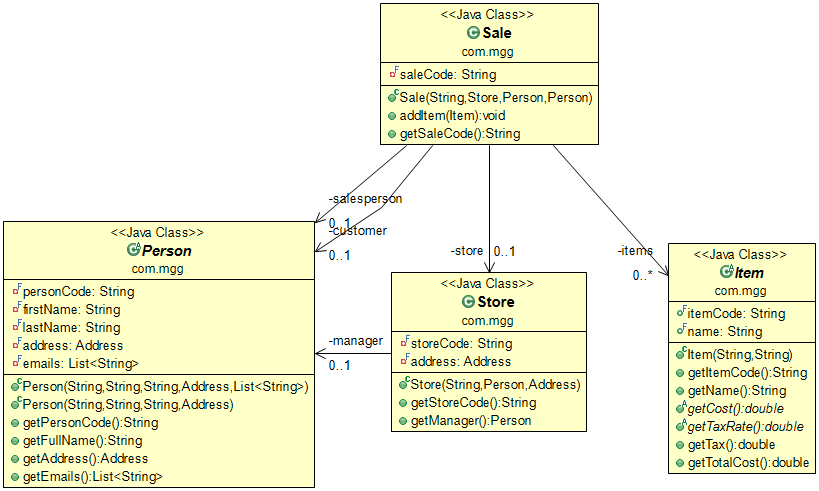 <<Java Class>>
Sale
com.mgg
saleCode: String
Sale(String,Store,Person,Person)
addItem(Item):void
getSaleCode():String
-salesperson
0..1
-customer
0..1
-store
0..1
-items
0..*
<<Java Class>>
Person
com.mgg
personCode: String
firstName: String
lastName: String
address: Address
emails: List<String>
Person(String,String,String,Address,List<String>)
Person(String,String,String,Address)
getPersonCode():String
getFullName():String
getAddress():Address
getEmails():List<String>
-manager
0..1
<<Java Class>>
Store
com.mgg
storeCode: String
address: Address
Store(String,Person,Address)
getStoreCode():String
getManager():Person
<<Java Class>>
Item
com.mgg
itemCode: String
name: String
Item(String,String)
getItemCode():String
getName():String
getCost():double
getTaxRate():double
getTax():double
getTotalCost():double